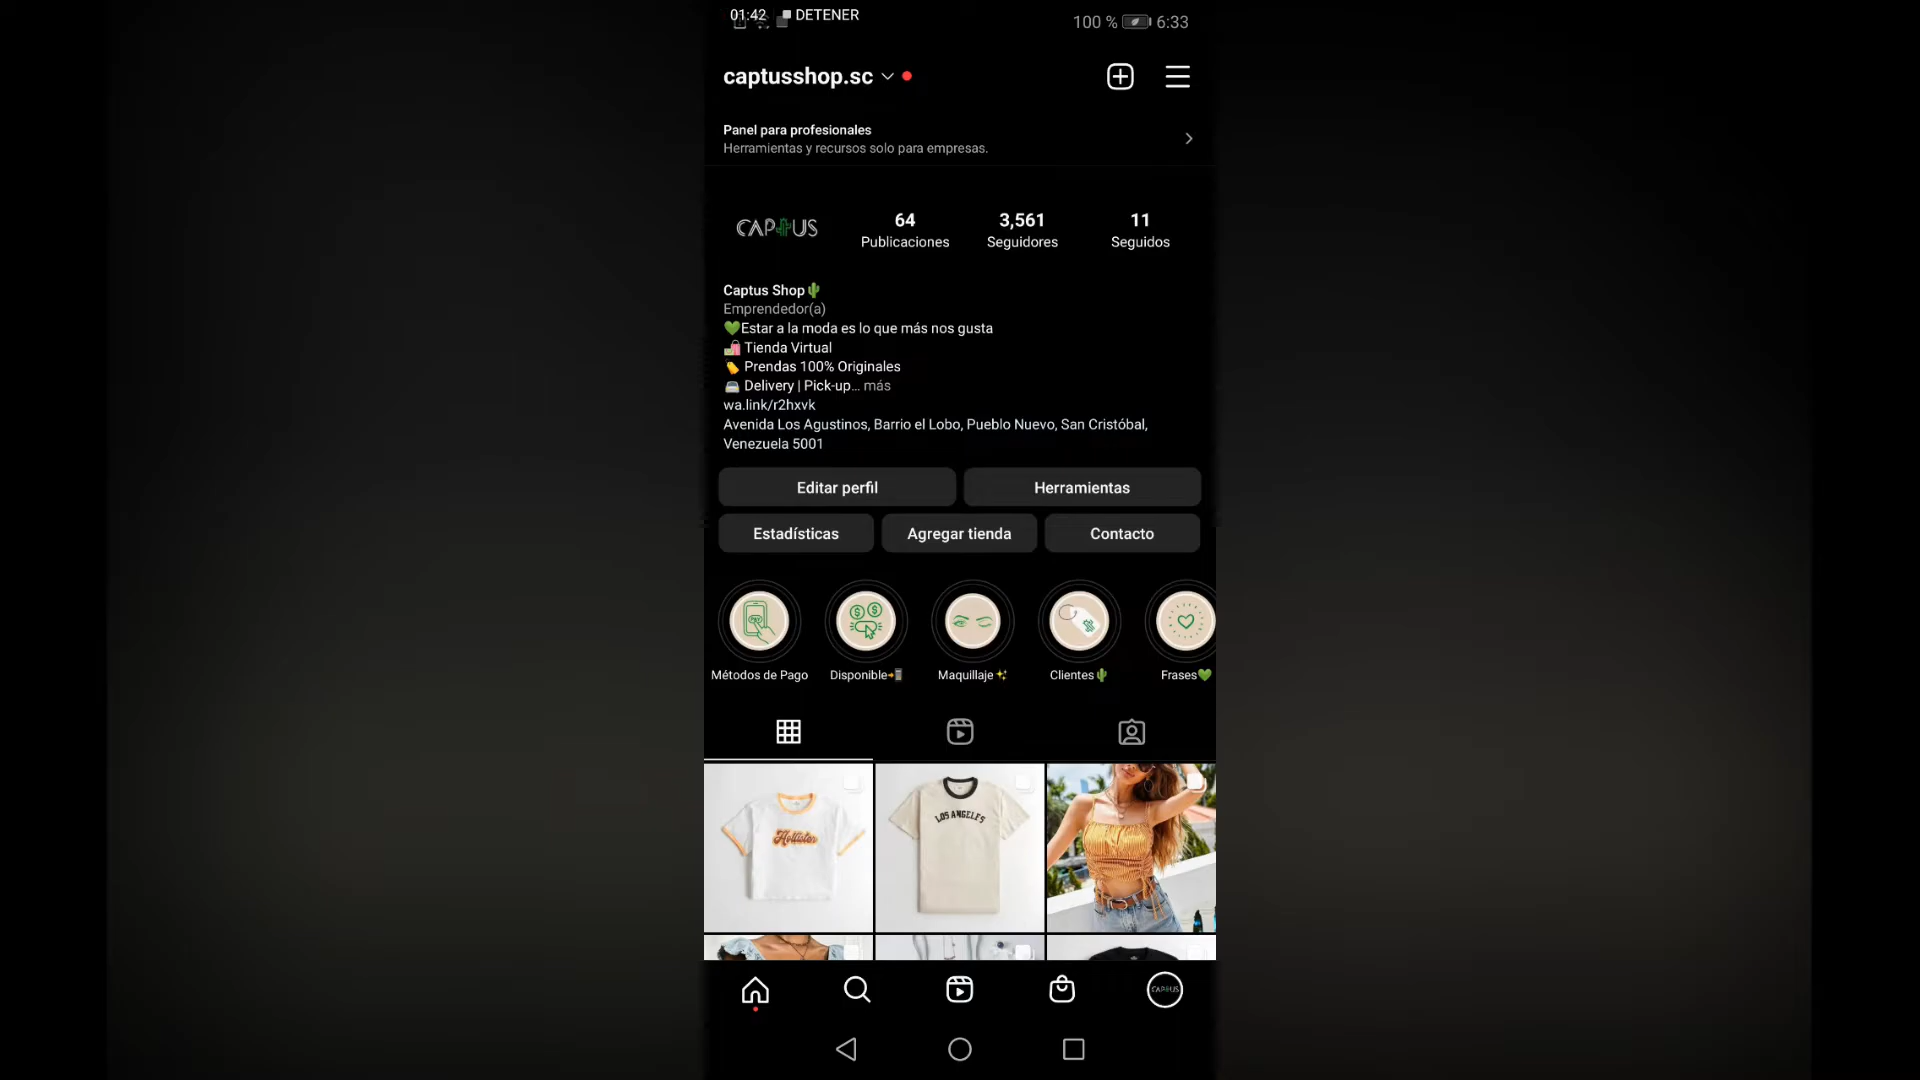 01:42 DETENER
100 % 6:33
captusshop.sc
Panel para profesionales
Herramientas y recursos solo para empresas.
CAPTUS
64
Publicaciones
3,561
Seguidores
11
Seguidos
Captus Shop🌵
Emprendedor(a)
💚Estar a la moda es lo que más nos gusta
🛍️ Tienda Virtual
🏷️ Prendas 100% Originales
🚘 Delivery | Pick-up... más
wa.link/r2hxvk
Avenida Los Agustinos, Barrio el Lobo, Pueblo Nuevo, San Cristóbal,
Venezuela 5001
Editar perfil
Herramientas
Estadísticas
Agregar tienda
Contacto
Métodos de Pago
Disponible📲
Maquillaje✨
Clientes🌵
Frases💚
Hollister
LOS ANGELES
CAPTUS